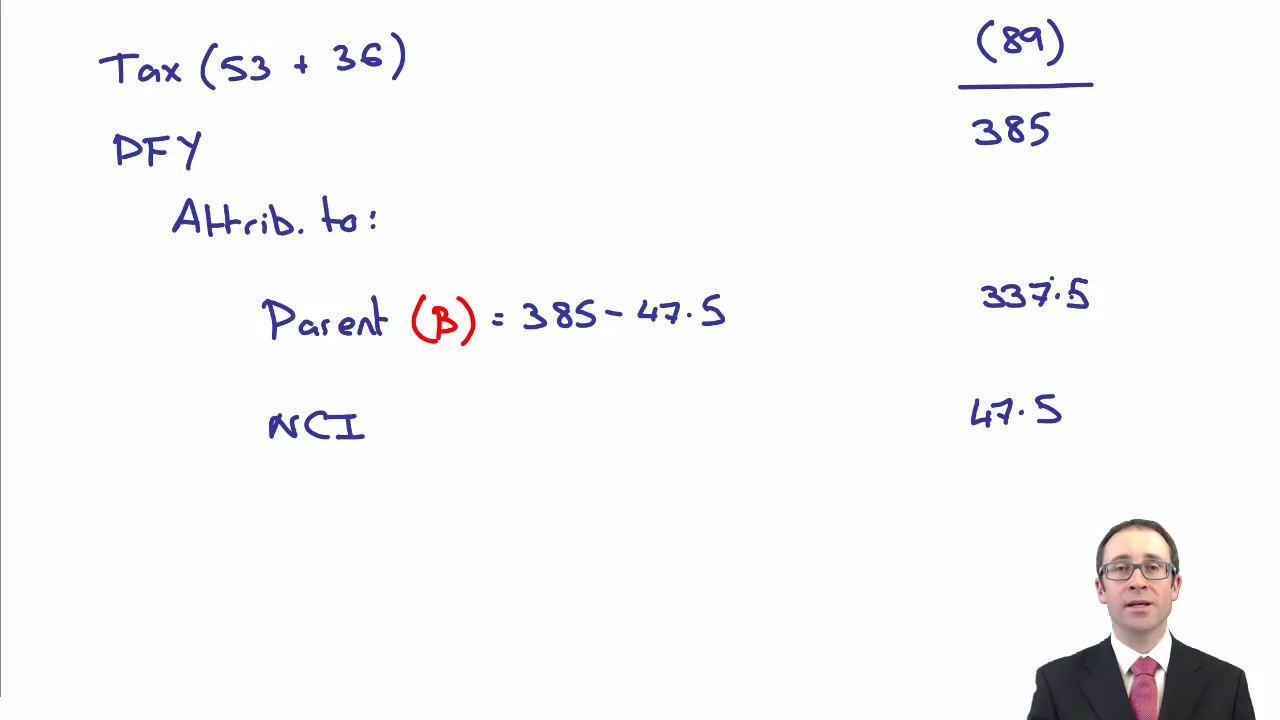 Tax (53 + 36) (89)
PFY 385
Attrib. to:
Parent (B) = 385 - 47.5 337.5
NCI 47.5